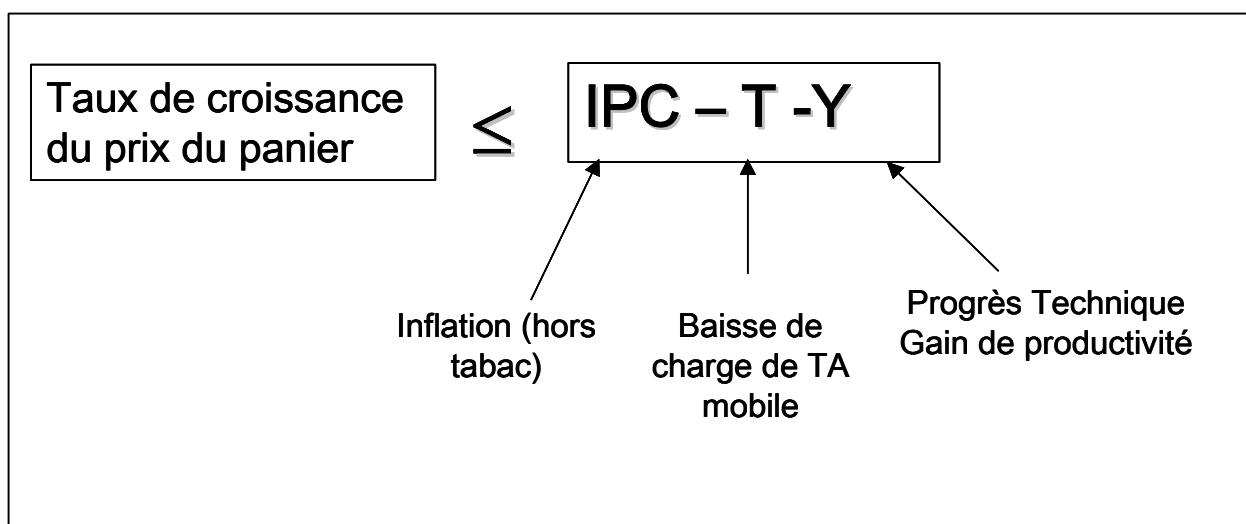 Taux de croissance
du prix du panier
≤
IPC – T -Y
Inflation (hors
tabac)
Baisse de
charge de TA
mobile
Progrès Technique
Gain de productivité